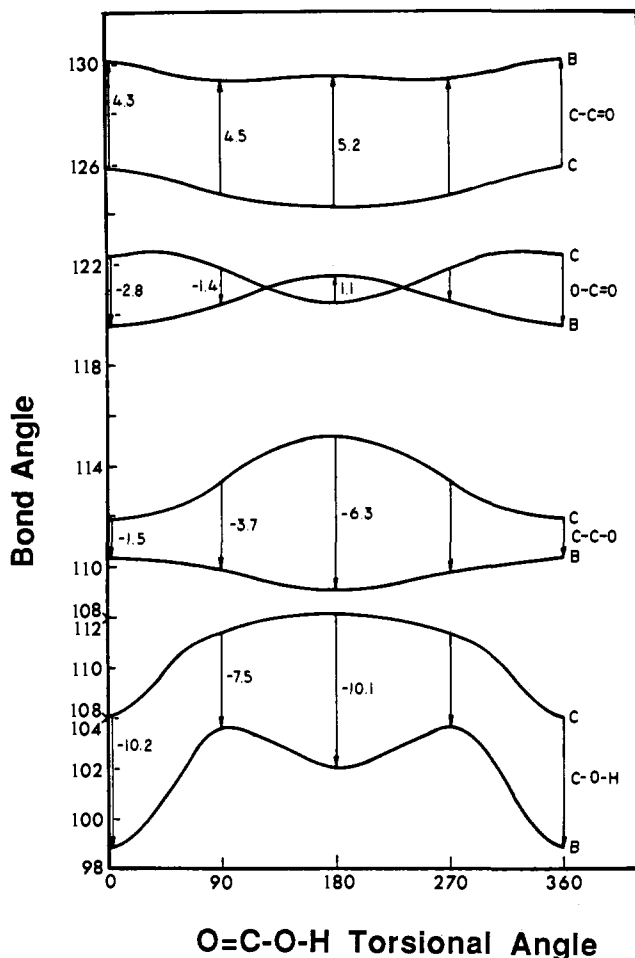 130
B
4.3
C-C=O
4.5
5.2
126
C
122
C
-2.8
-1.4
1.1
O-C=O
B
118
Bond Angle
114
C
-1.5
-3.7
-6.3
C-C-O
110
B
108
112
110
-7.5
-10.1
108
C
104
-10.2
C-O-H
102
100
B
98
0
90
180
270
360
O=C-O-H Torsional Angle